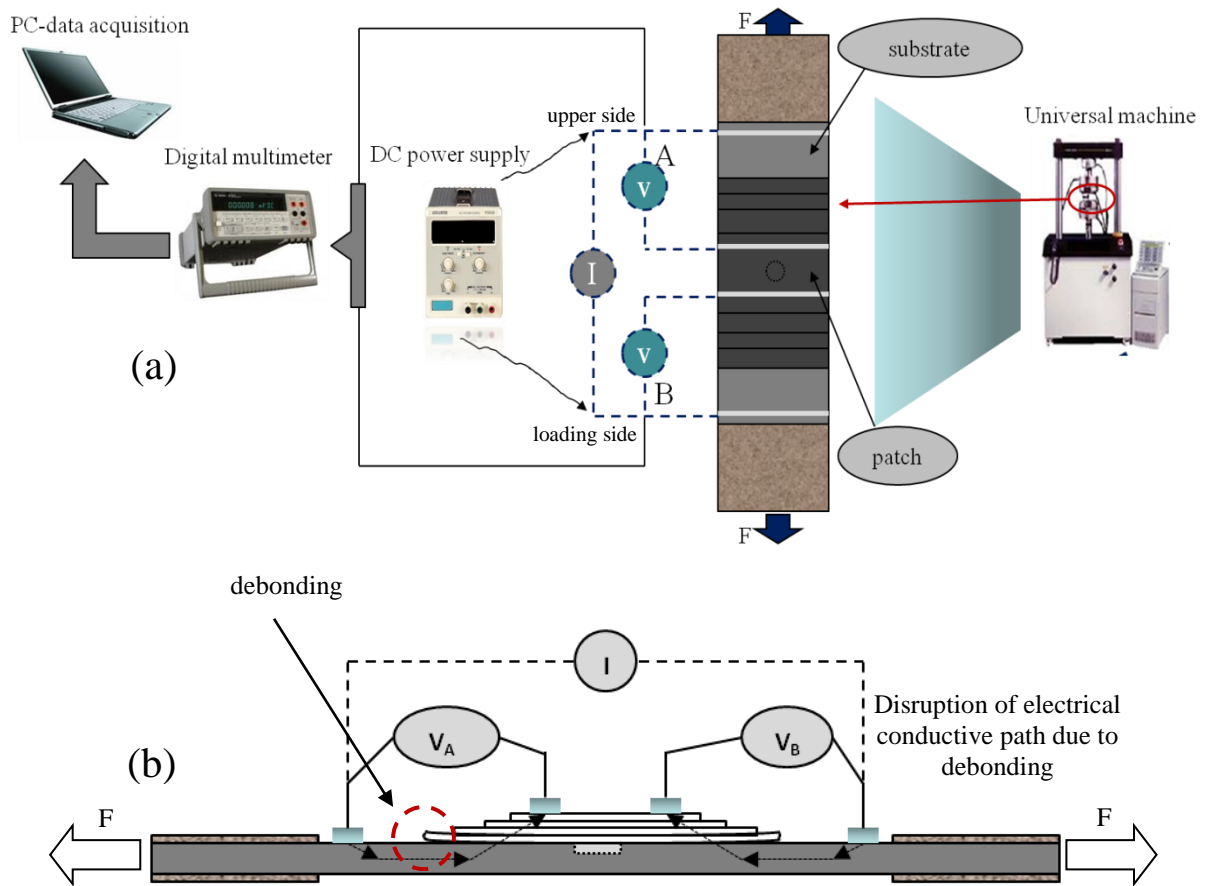 PC-data acquisition
Digital multimeter
DC power supply
upper side
loading side
A
V
I
V
B
F
substrate
Universal machine
patch
F
(a)
debonding
I
V_A
V_B
Disruption of electrical
conductive path due to
debonding
(b)
F
F